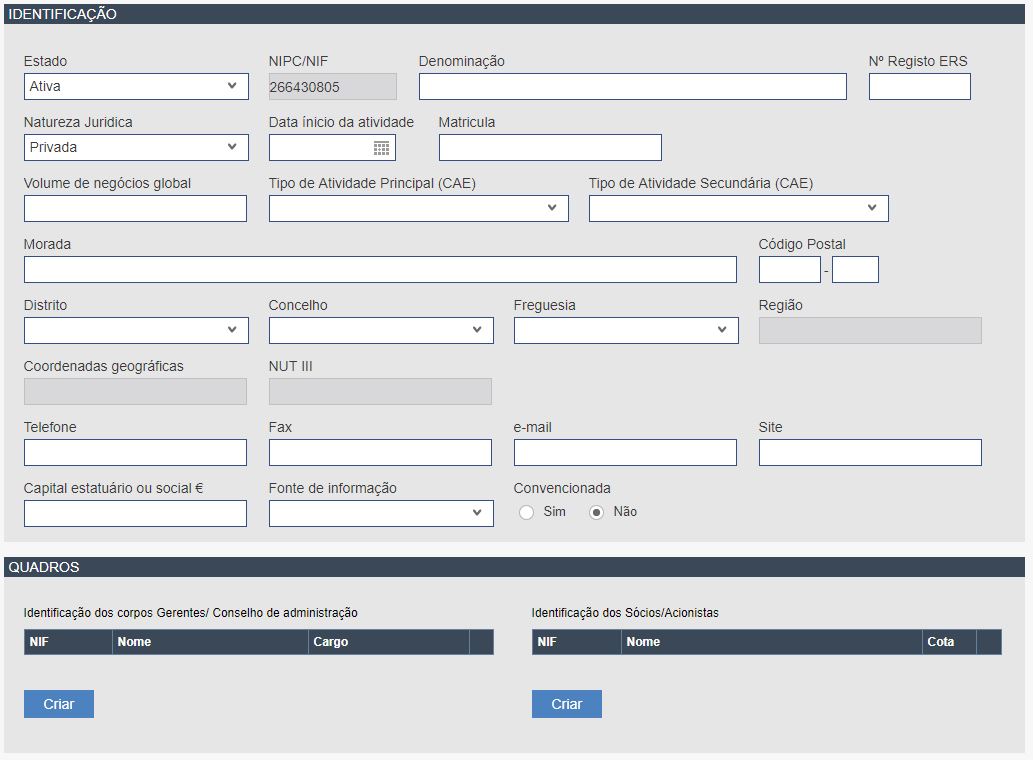 IDENTIFICAÇÃO
Estado NIPC/NIF Denominação Nº Registo ERS
Ativa 266430805
Natureza Juridica Data ínicio da atividade Matricula
Privada
Volume de negócios global Tipo de Atividade Principal (CAE) Tipo de Atividade Secundária (CAE)
Morada Código Postal
-
Distrito Concelho Freguesia Região
Coordenadas geográficas NUT III
Telefone Fax e-mail Site
Capital estatuário ou social € Fonte de informação Convencionada
Sim Não
QUADROS
Identificação dos corpos Gerentes/ Conselho de administração Identificação dos Sócios/Acionistas
NIF Nome Cargo NIF Nome Cota
Criar Criar